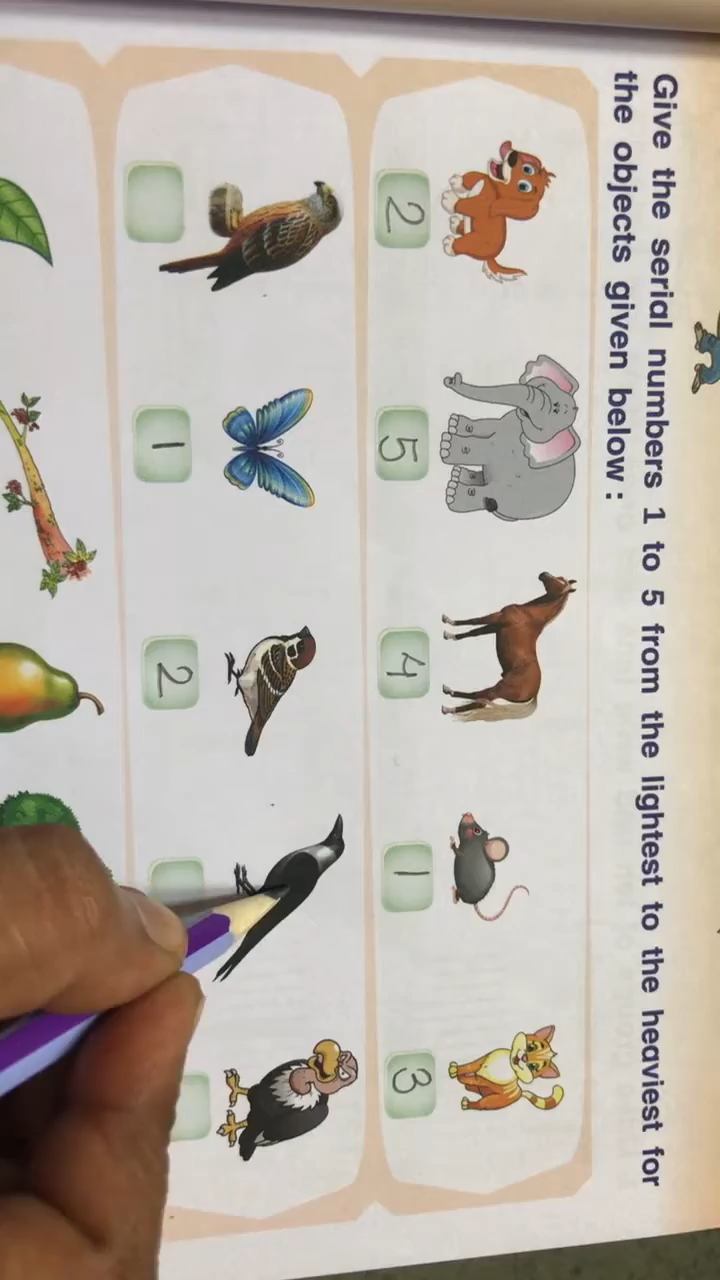 Give the serial numbers 1 to 5 from the lightest to the heaviest for
the objects given below :
2 5 4 1 3
1 2